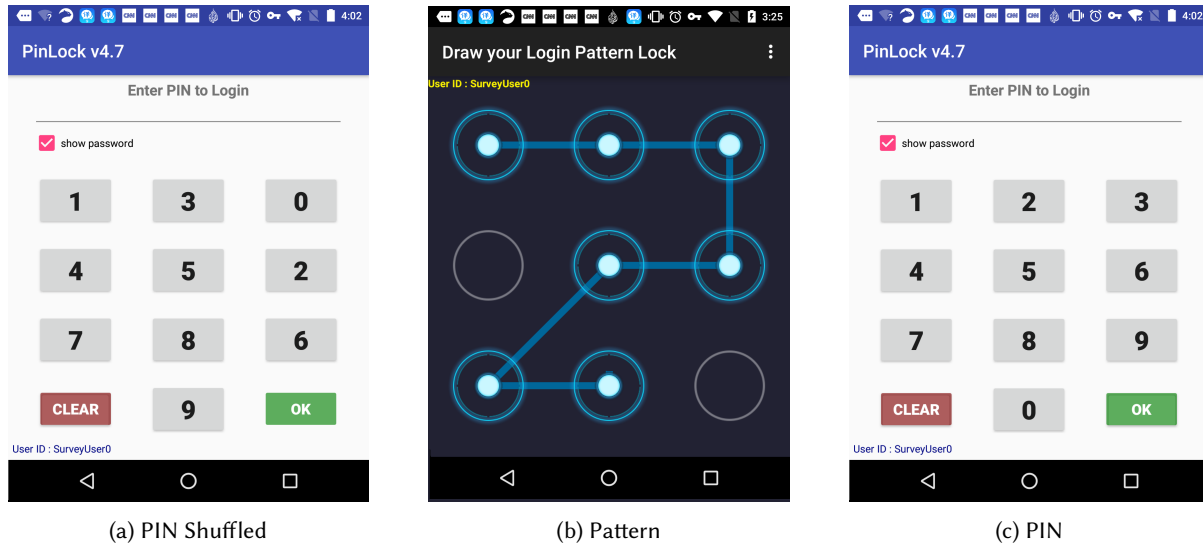 4:02
PinLock v4.7
Enter PIN to Login
show password
1 3 0
4 5 2
7 8 6
CLEAR 9 OK
User ID : SurveyUser0
(a) PIN Shuffled
3:25
Draw your Login Pattern Lock
User ID : SurveyUser0
(b) Pattern
4:02
PinLock v4.7
Enter PIN to Login
show password
1 2 3
4 5 6
7 8 9
CLEAR 0 OK
User ID : SurveyUser0
(c) PIN